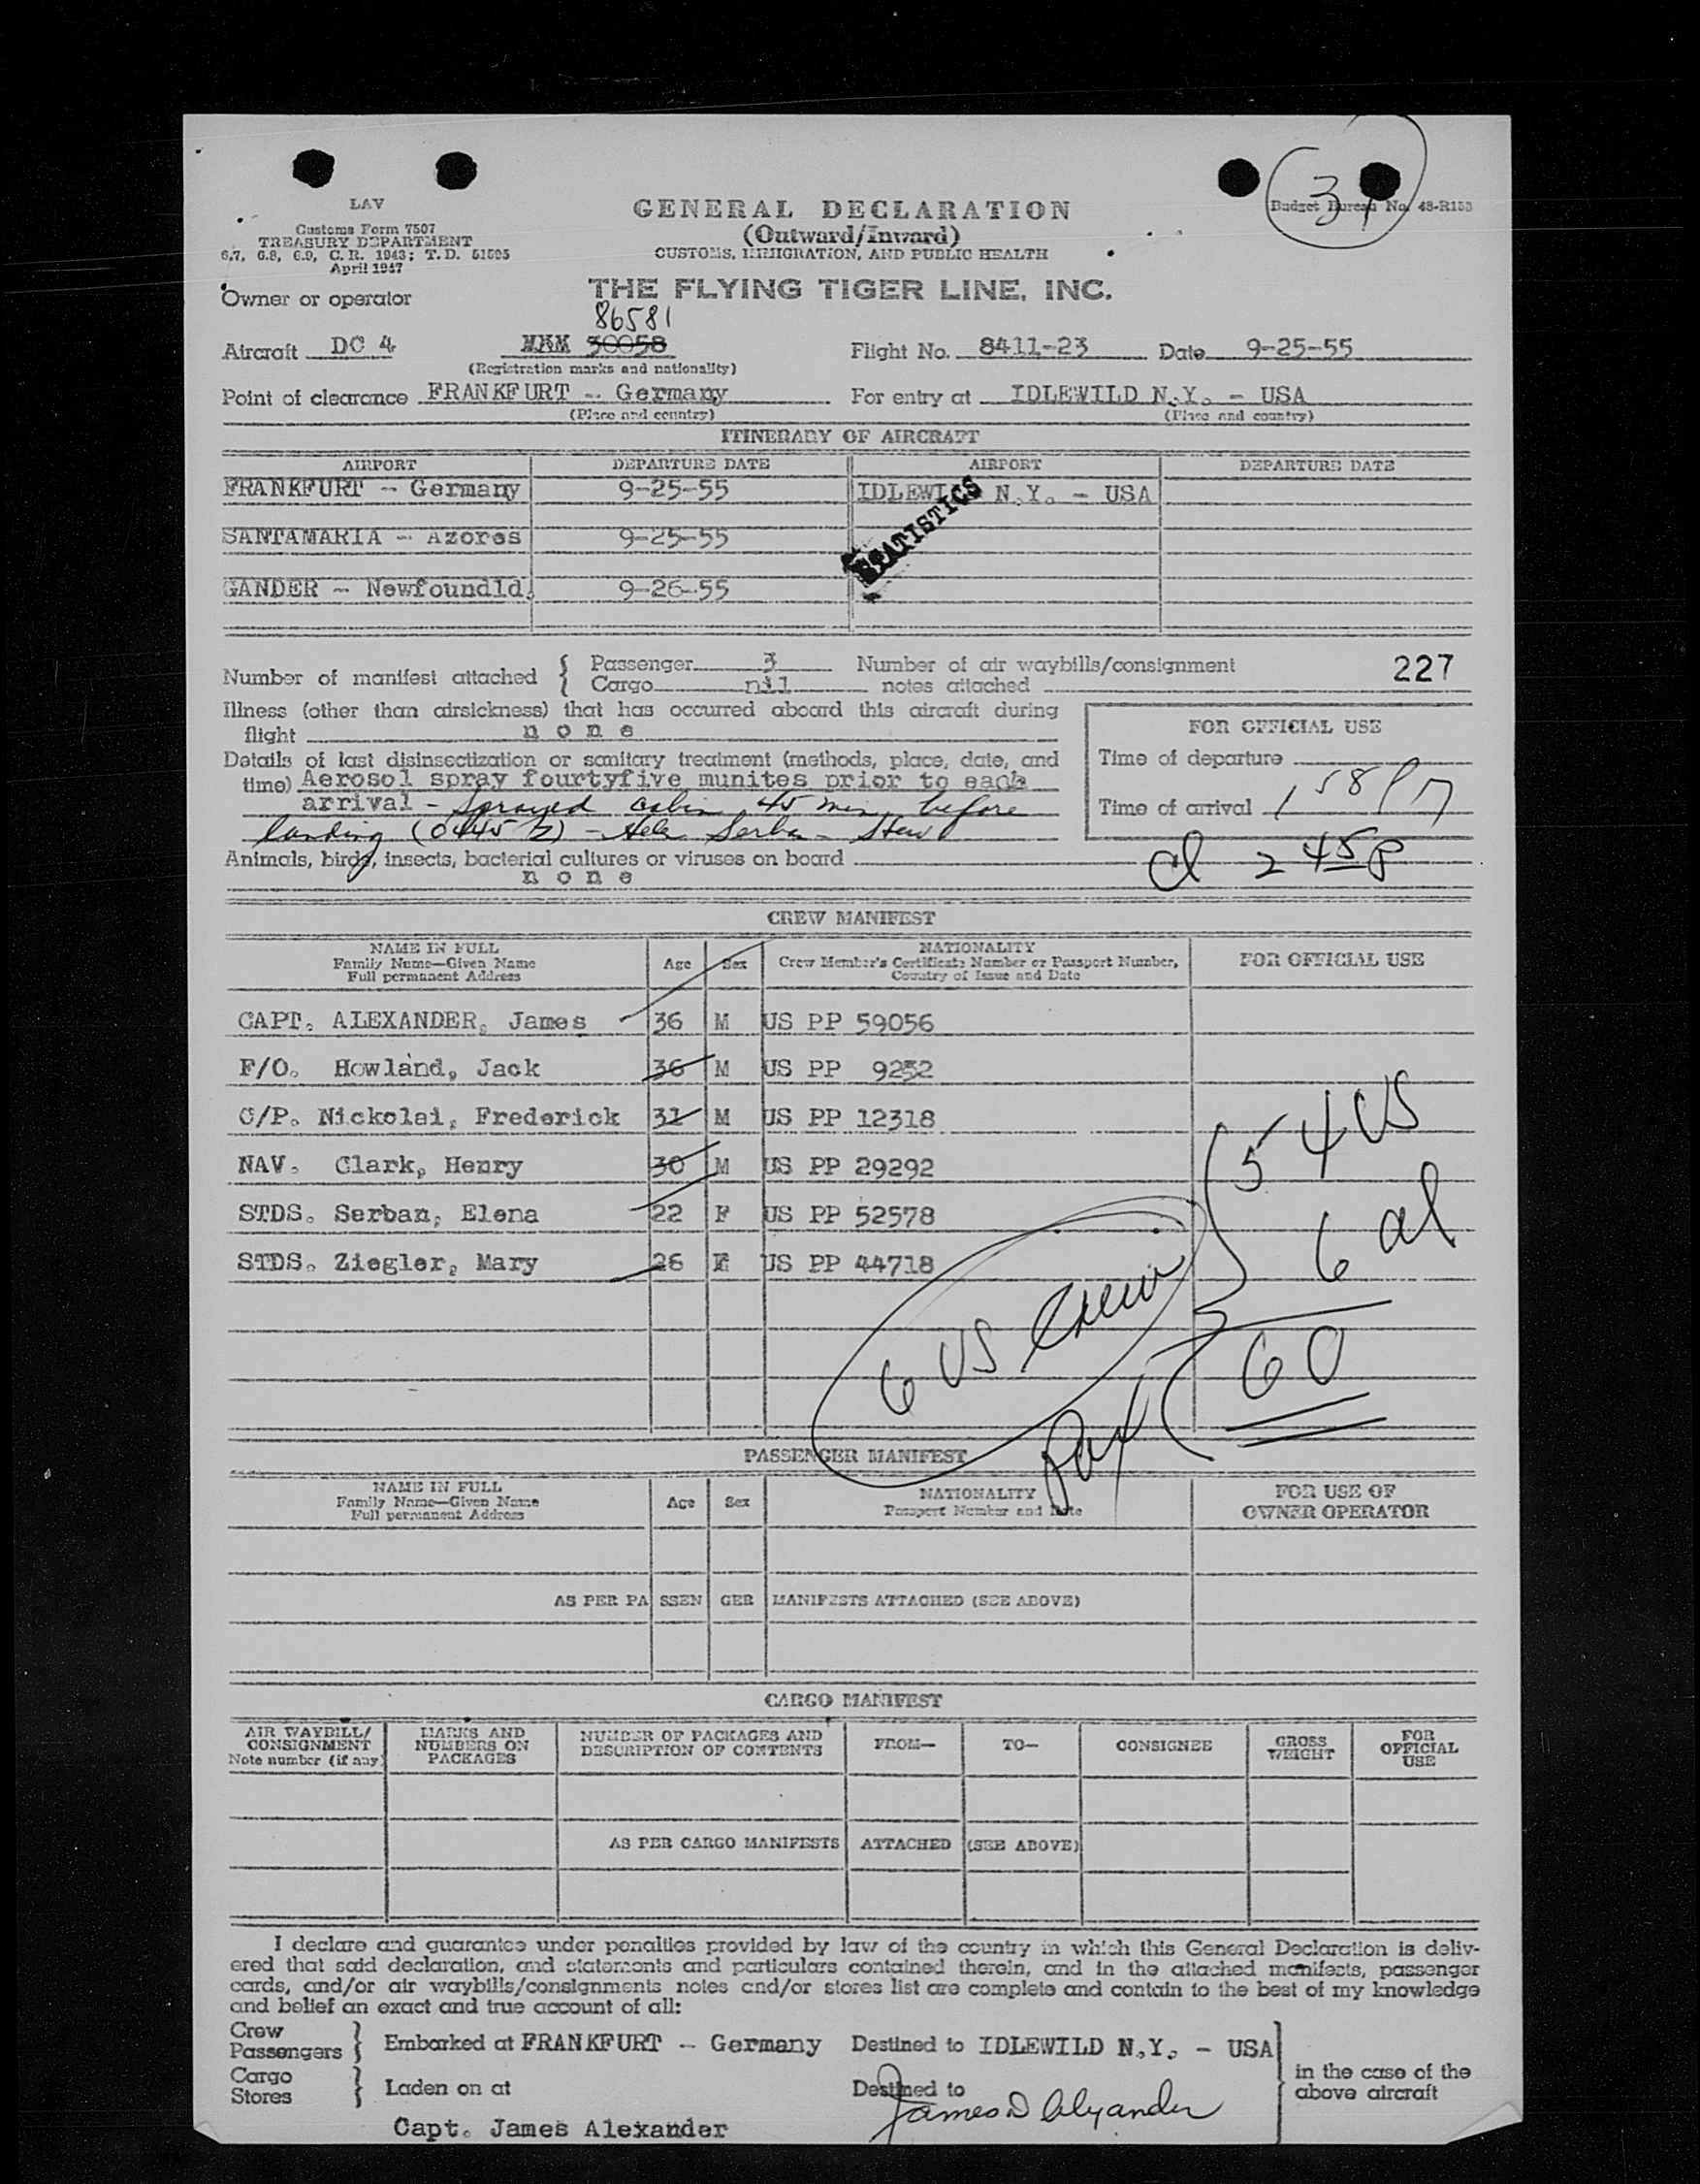 3
LAV
Customs Form 7507
TREASURY DEPARTMENT
6.7, 6.8, 6.9, C.R. 1943; T.D. 51595
April 1947
GENERAL DECLARATION
(Outward/Inward)
CUSTOMS, IMMIGRATION, AND PUBLIC HEALTH
Budget Bureau No. 48-R153
Owner or operator THE FLYING TIGER LINE, INC.
86581
Aircraft DC 4 30058 Flight No. 8411-23 Date 9-25-55
(Registration marks and nationality)
Point of clearance FRANKFURT -- Germany For entry at IDLEWILD N.Y. - USA
(Place and country) (Place and country)
ITINERARY OF AIRCRAFT
AIRPORT DEPARTURE DATE AIRPORT DEPARTURE DATE
FRANKFURT - Germany 9-25-55 IDLEWILD N.Y. - USA
STATISTICS
SANTAMARIA - Azores 9-25-55
GANDER - Newfoundld. 9-26-55
Number of manifest attached { Passenger 3 Number of air waybills/consignment 227
Cargo nil notes attached
Illness (other than airsickness) that has occurred aboard this aircraft during
flight n o n e
FOR OFFICIAL USE
Details of last disinsectization or sanitary treatment (methods, place, date, and
time) Aerosol spray fourtyfive munites prior to each
arrival - Sprayed cabin 45 min before
landing (0445 Z) - Serban - Stew
Time of departure
Time of arrival 1 58 PM
Animals, birds, insects, bacterial cultures or viruses on board
n o n e
Cl 2 45 P
CREW MANIFEST
NAME IN FULL Age Sex NATIONALITY FOR OFFICIAL USE
Family Name—Given Name Crew Member's Certificate Number or Passport Number,
Full permanent Address Country of Issue and Date
CAPT. ALEXANDER, James 36 M US PP 59056
F/O. Howland, Jack 36 M US PP 9252
C/P. Nickolai, Frederick 31 M US PP 12318
NAV. Clark, Henry 30 M US PP 29292
STDS. Serban, Elena 22 F US PP 52578
STDS. Ziegler, Mary 26 F US PP 44718
54 US
6 al
60
6 US Crew
Pax
PASSENGER MANIFEST
NAME IN FULL Age Sex NATIONALITY FOR USE OF
Family Name—Given Name Passport Number and Date OWNER OPERATOR
Full permanent Address
AS PER PASSENGER MANIFESTS ATTACHED (SEE ABOVE)
CARGO MANIFEST
AIR WAYBILL/ MARKS AND NUMBER OF PACKAGES AND FROM— TO— CONSIGNEE GROSS FOR
CONSIGNMENT NUMBERS ON DESCRIPTION OF CONTENTS WEIGHT OFFICIAL
Note number (if any) PACKAGES USE
AS PER CARGO MANIFESTS ATTACHED (SEE ABOVE)
I declare and guarantee under penalties provided by law of the country in which this General Declaration is deliv-
ered that said declaration, and statements and particulars contained therein, and in the attached manifests, passenger
cards, and/or air waybills/consignments notes and/or stores list are complete and contain to the best of my knowledge
and belief an exact and true account of all:
Crew
Passengers } Embarked at FRANKFURT -- Germany Destined to IDLEWILD N.Y. - USA
Cargo
Stores } Laden on at Destined to
in the case of the
above aircraft
Capt. James Alexander James D Alexander